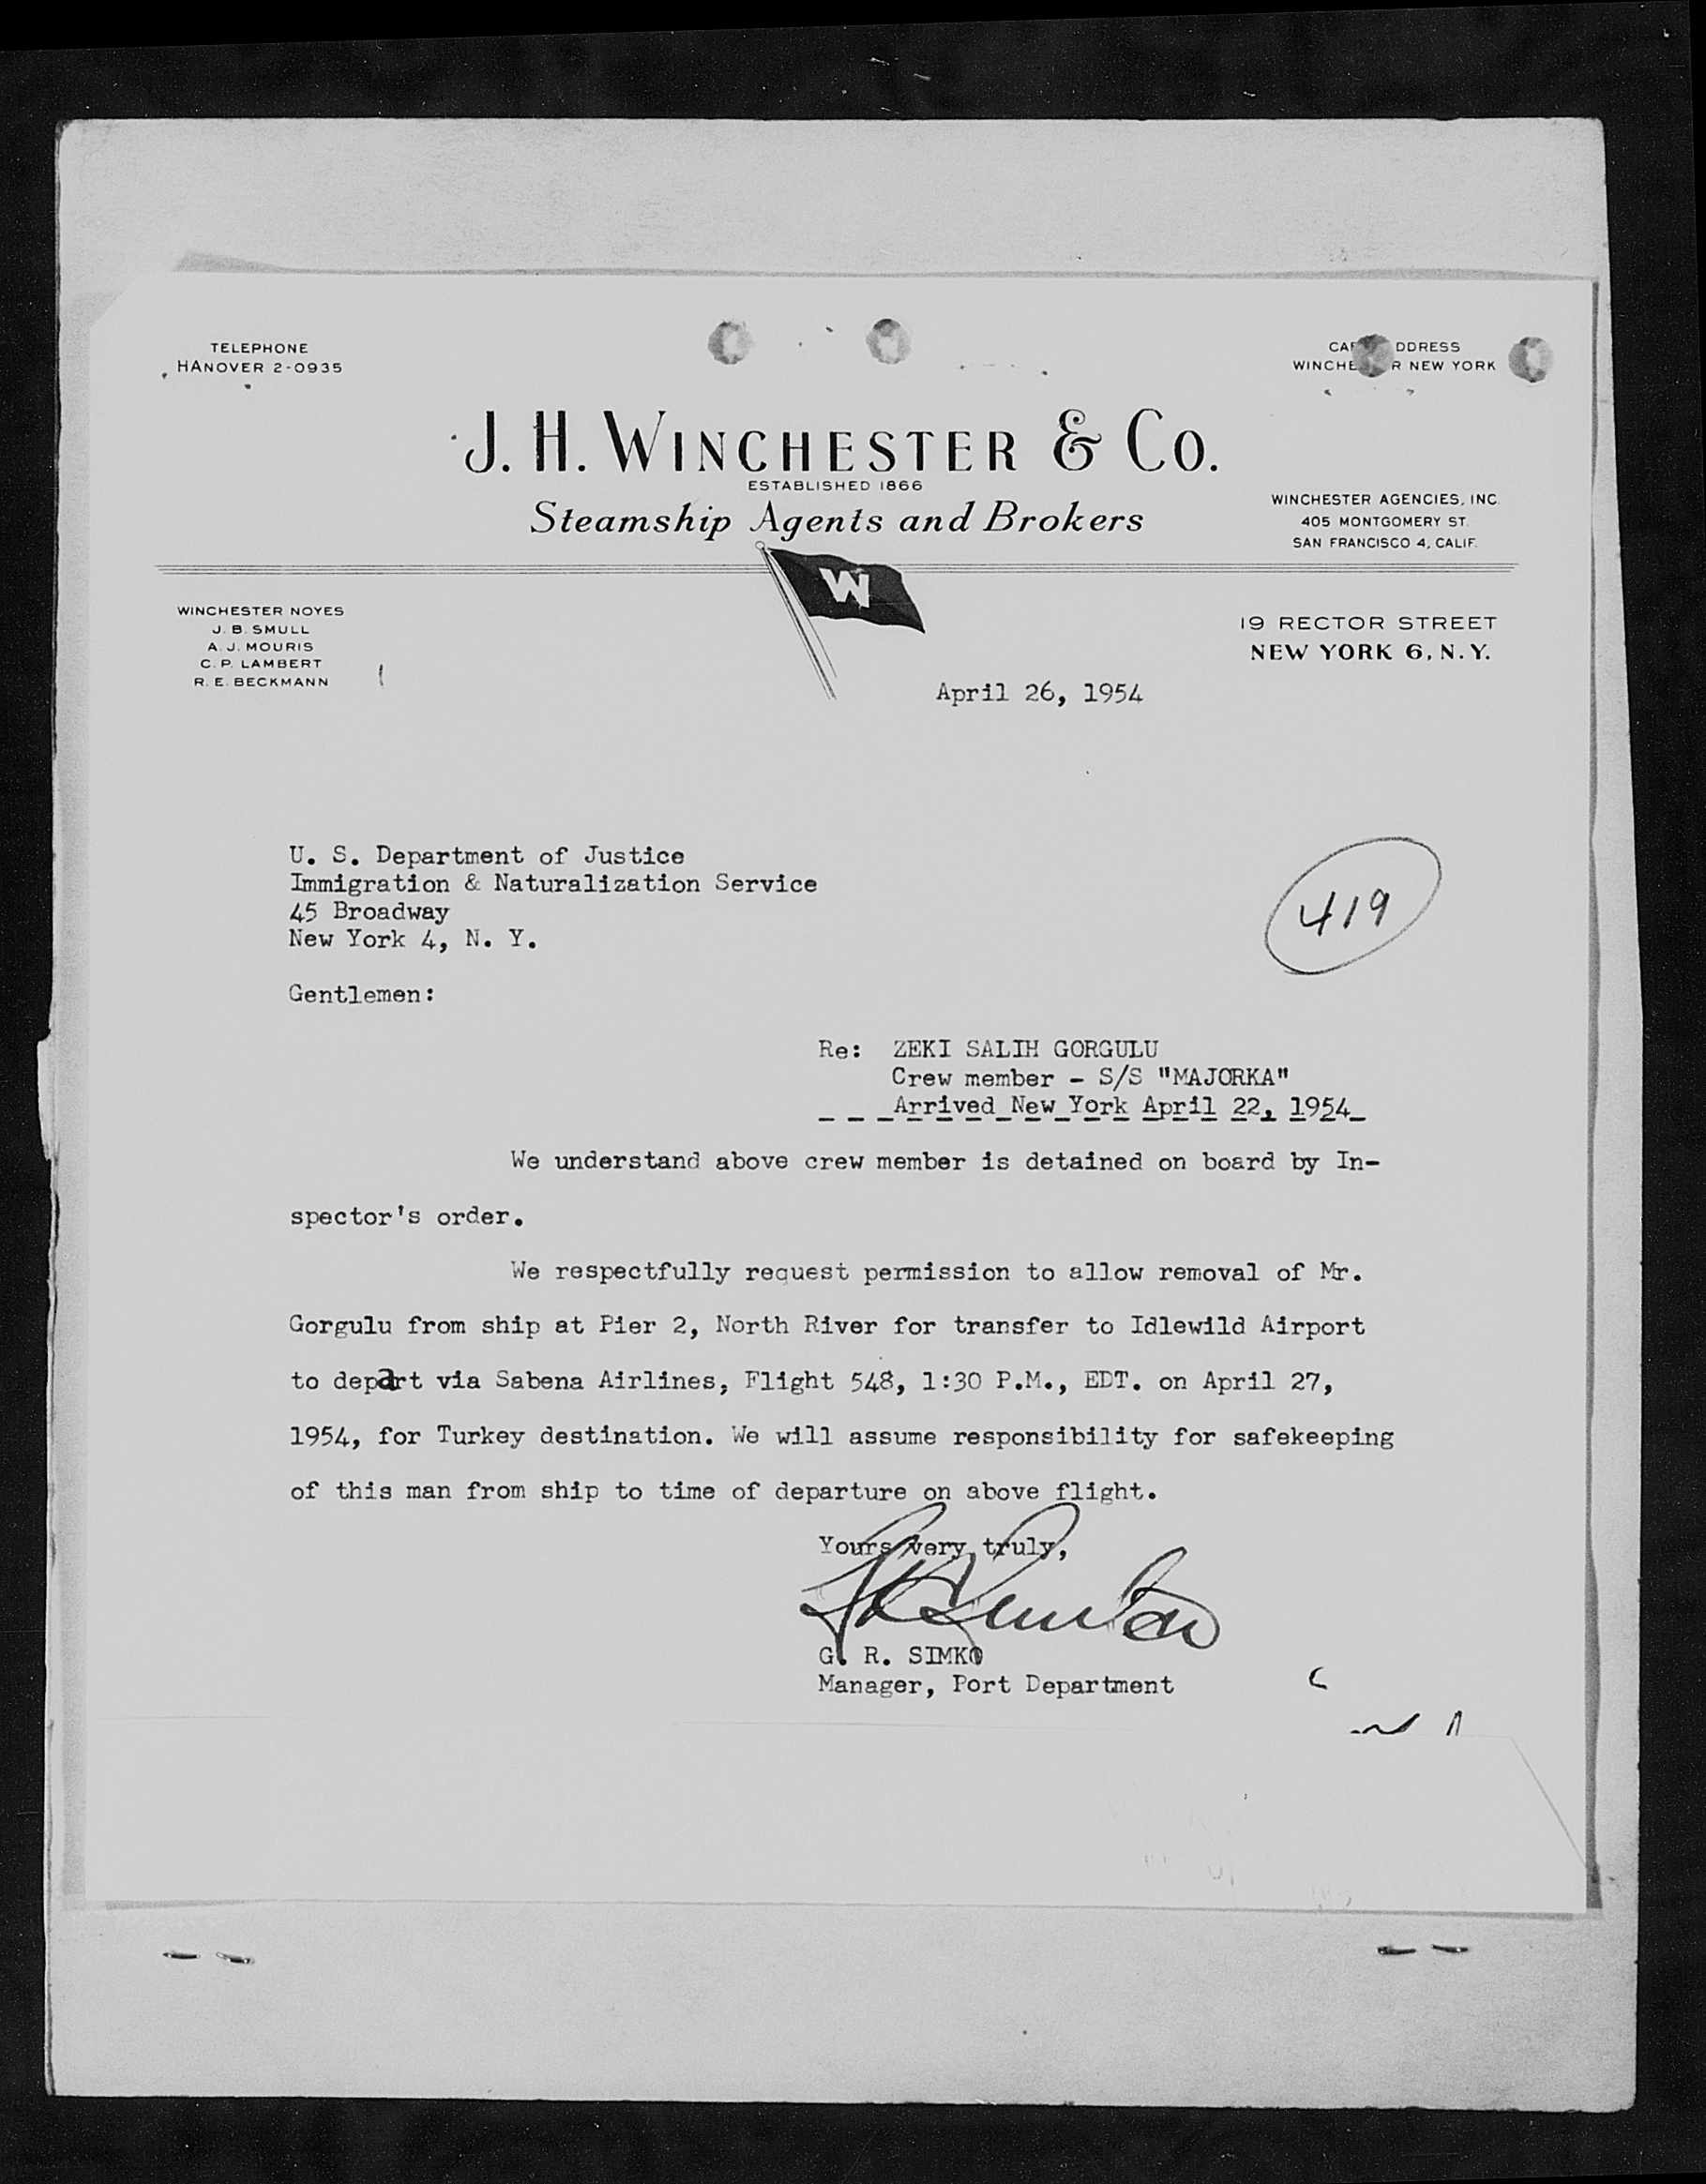 TELEPHONE
HANOVER 2-0935
DDRESS
NEW YORK
J. H. WINCHESTER & CO.
ESTABLISHED 1866
Steamship Agents and Brokers
WINCHESTER AGENCIES, INC.
405 MONTGOMERY ST.
SAN FRANCISCO 4, CALIF.
W
WINCHESTER NOYES
J. B. SMULL
A. J. MOURIS
C. P. LAMBERT
R. E. BECKMANN
19 RECTOR STREET
NEW YORK 6, N. Y.
April 26, 1954
U. S. Department of Justice
Immigration & Naturalization Service
45 Broadway
New York 4, N. Y.
419
Gentlemen:
Re: ZEKI SALIH GORGULU
Crew member - S/S "MAJORKA"
Arrived New York April 22, 1954
We understand above crew member is detained on board by In-
spector's order.
We respectfully request permission to allow removal of Mr.
Gorgulu from ship at Pier 2, North River for transfer to Idlewild Airport
to depart via Sabena Airlines, Flight 548, 1:30 P.M., EDT. on April 27,
1954, for Turkey destination. We will assume responsibility for safekeeping
of this man from ship to time of departure on above flight.
Yours very truly,
G. R. SIMKO
Manager, Port Department